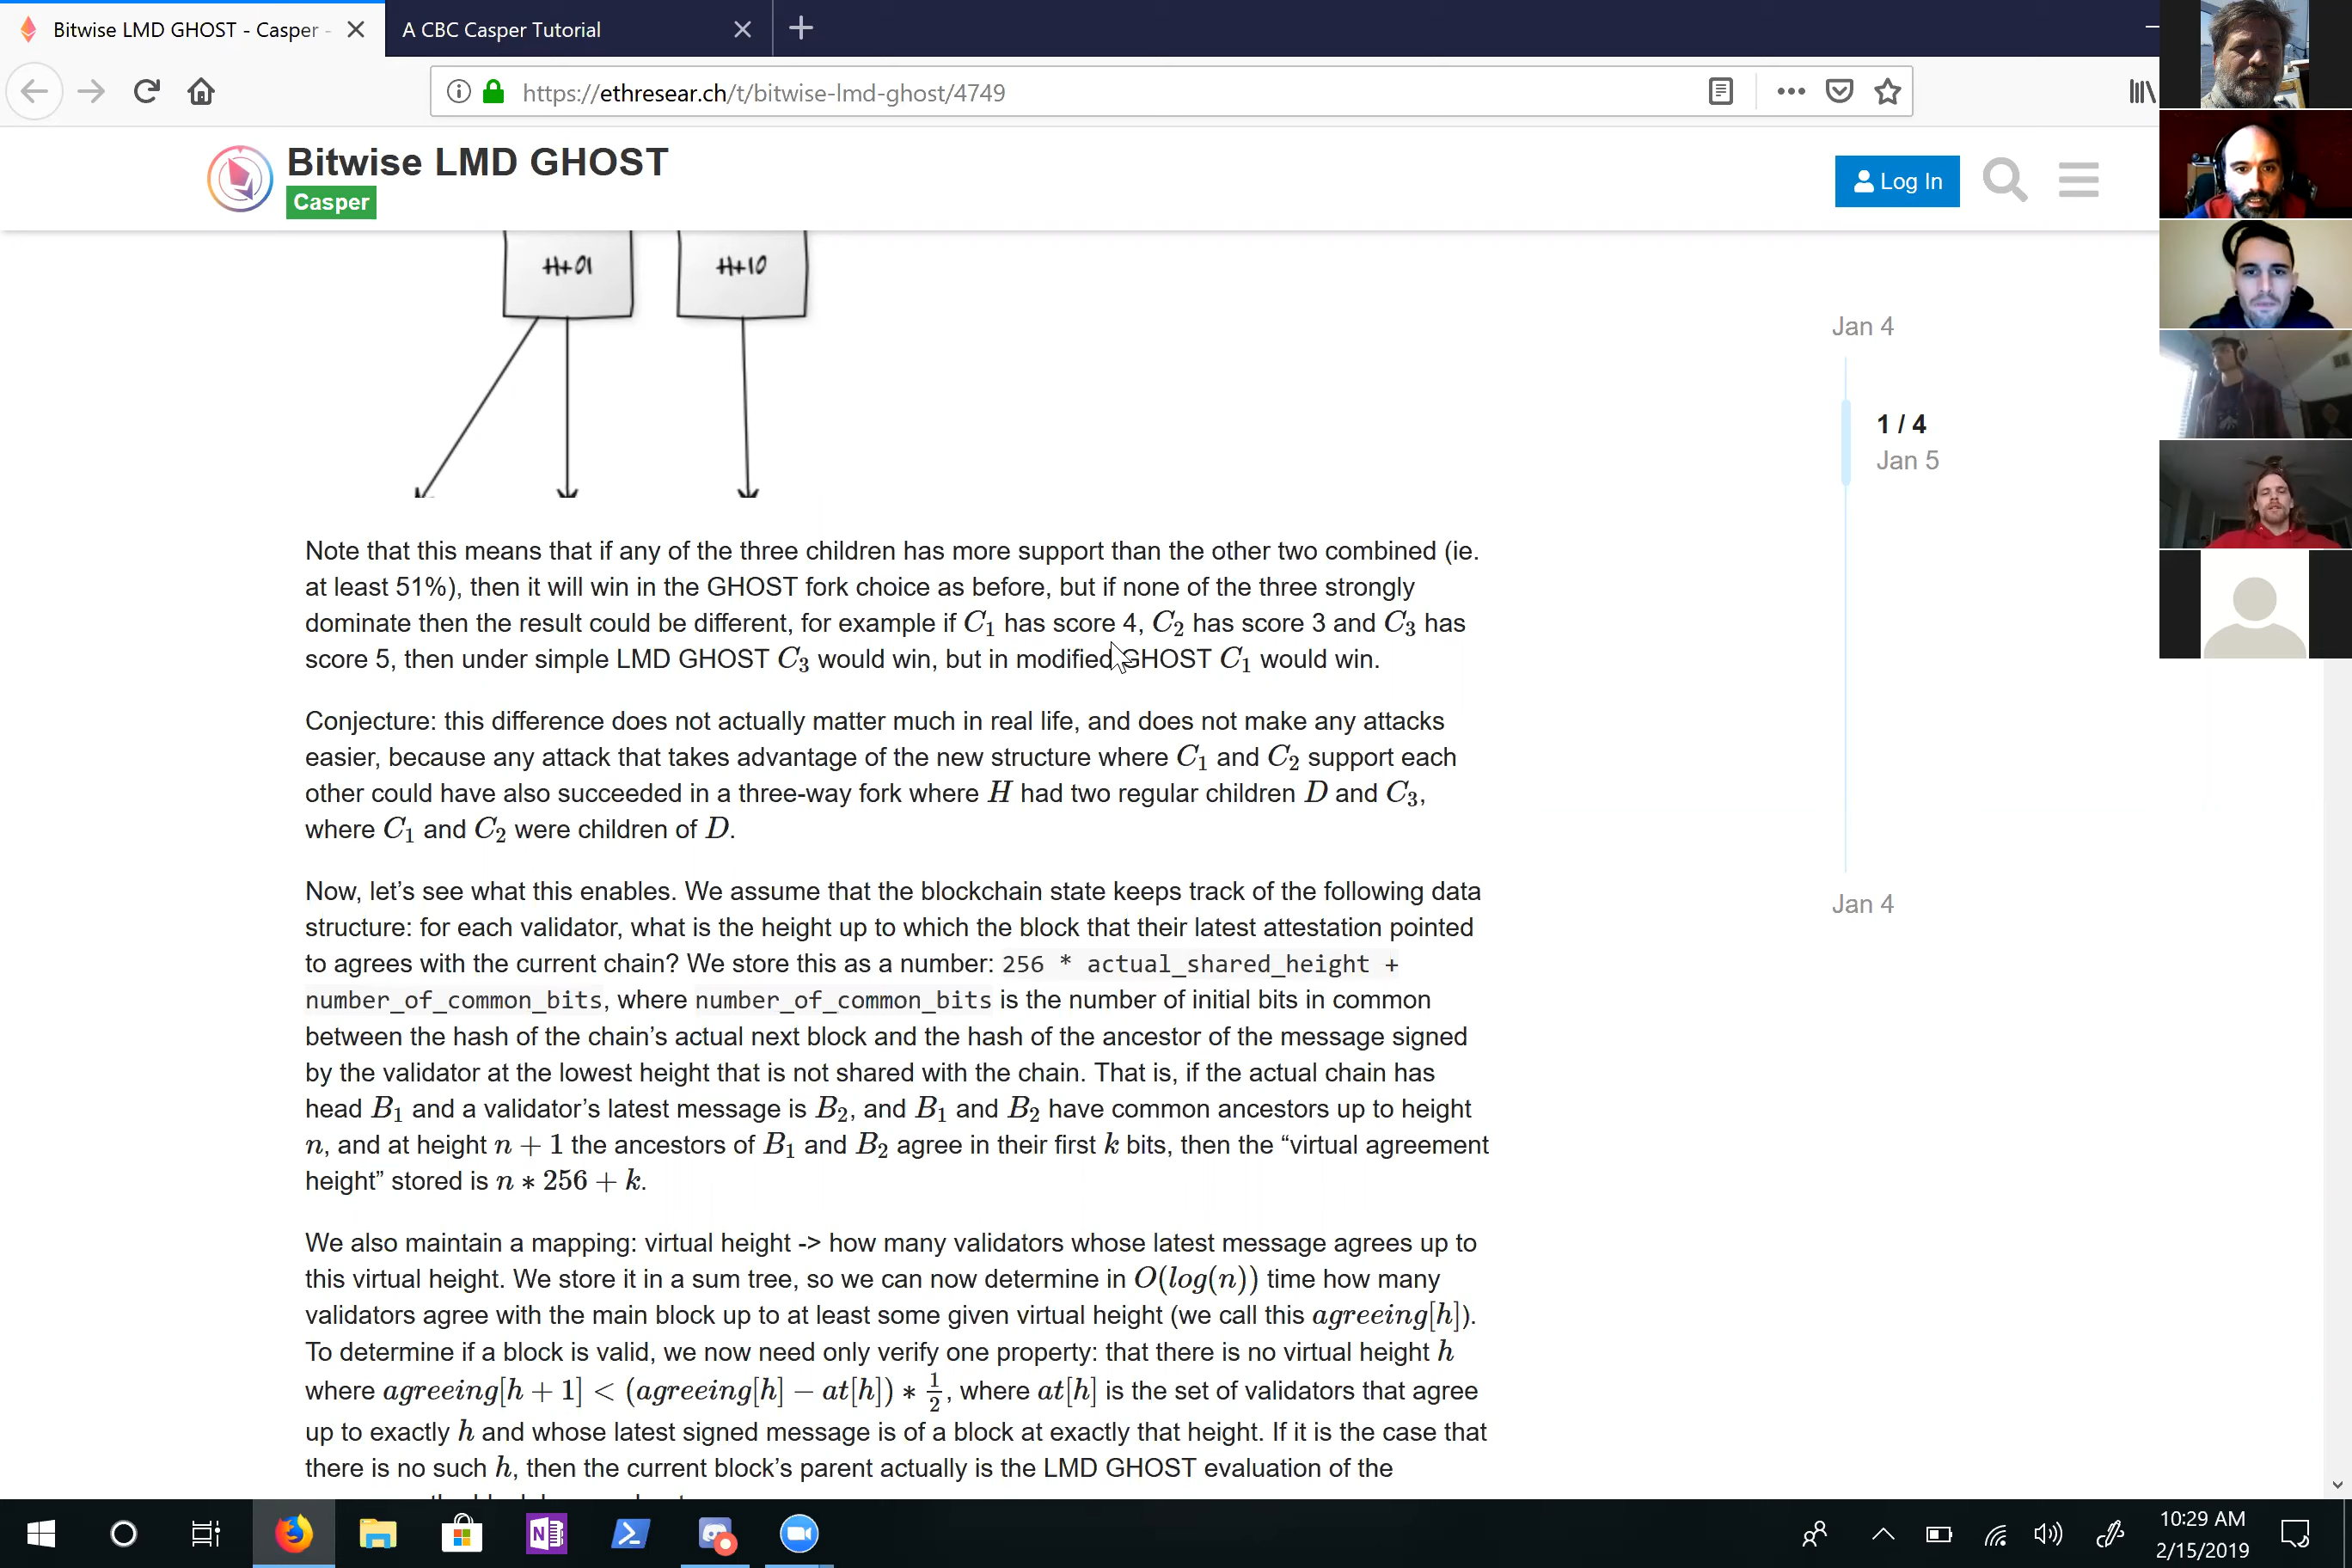 Bitwise LMD GHOST - Casper -
A CBC Casper Tutorial
https://ethresear.ch/t/bitwise-lmd-ghost/4749
Bitwise LMD GHOST
Casper
Log In
H+01 H+10
Jan 4
1 / 4
Jan 5
Jan 4
Note that this means that if any of the three children has more support than the other two combined (ie.
at least 51%), then it will win in the GHOST fork choice as before, but if none of the three strongly
dominate then the result could be different, for example if C₁ has score 4, C₂ has score 3 and C₃ has
score 5, then under simple LMD GHOST C₃ would win, but in modified GHOST C₁ would win.
Conjecture: this difference does not actually matter much in real life, and does not make any attacks
easier, because any attack that takes advantage of the new structure where C₁ and C₂ support each
other could have also succeeded in a three-way fork where H had two regular children D and C₃,
where C₁ and C₂ were children of D.
Now, let's see what this enables. We assume that the blockchain state keeps track of the following data
structure: for each validator, what is the height up to which the block that their latest attestation pointed
to agrees with the current chain? We store this as a number: 256 * actual_shared_height +
number_of_common_bits, where number_of_common_bits is the number of initial bits in common
between the hash of the chain's actual next block and the hash of the ancestor of the message signed
by the validator at the lowest height that is not shared with the chain. That is, if the actual chain has
head B₁ and a validator's latest message is B₂, and B₁ and B₂ have common ancestors up to height
n, and at height n + 1 the ancestors of B₁ and B₂ agree in their first k bits, then the “virtual agreement
height” stored is n ∗ 256 + k.
We also maintain a mapping: virtual height -> how many validators whose latest message agrees up to
this virtual height. We store it in a sum tree, so we can now determine in O(log(n)) time how many
validators agree with the main block up to at least some given virtual height (we call this agreeing[h]).
To determine if a block is valid, we now need only verify one property: that there is no virtual height h
where agreeing[h + 1] < (agreeing[h] − at[h]) ∗ 1/2, where at[h] is the set of validators that agree
up to exactly h and whose latest signed message is of a block at exactly that height. If it is the case that
there is no such h, then the current block's parent actually is the LMD GHOST evaluation of the
10:29 AM
2/15/2019